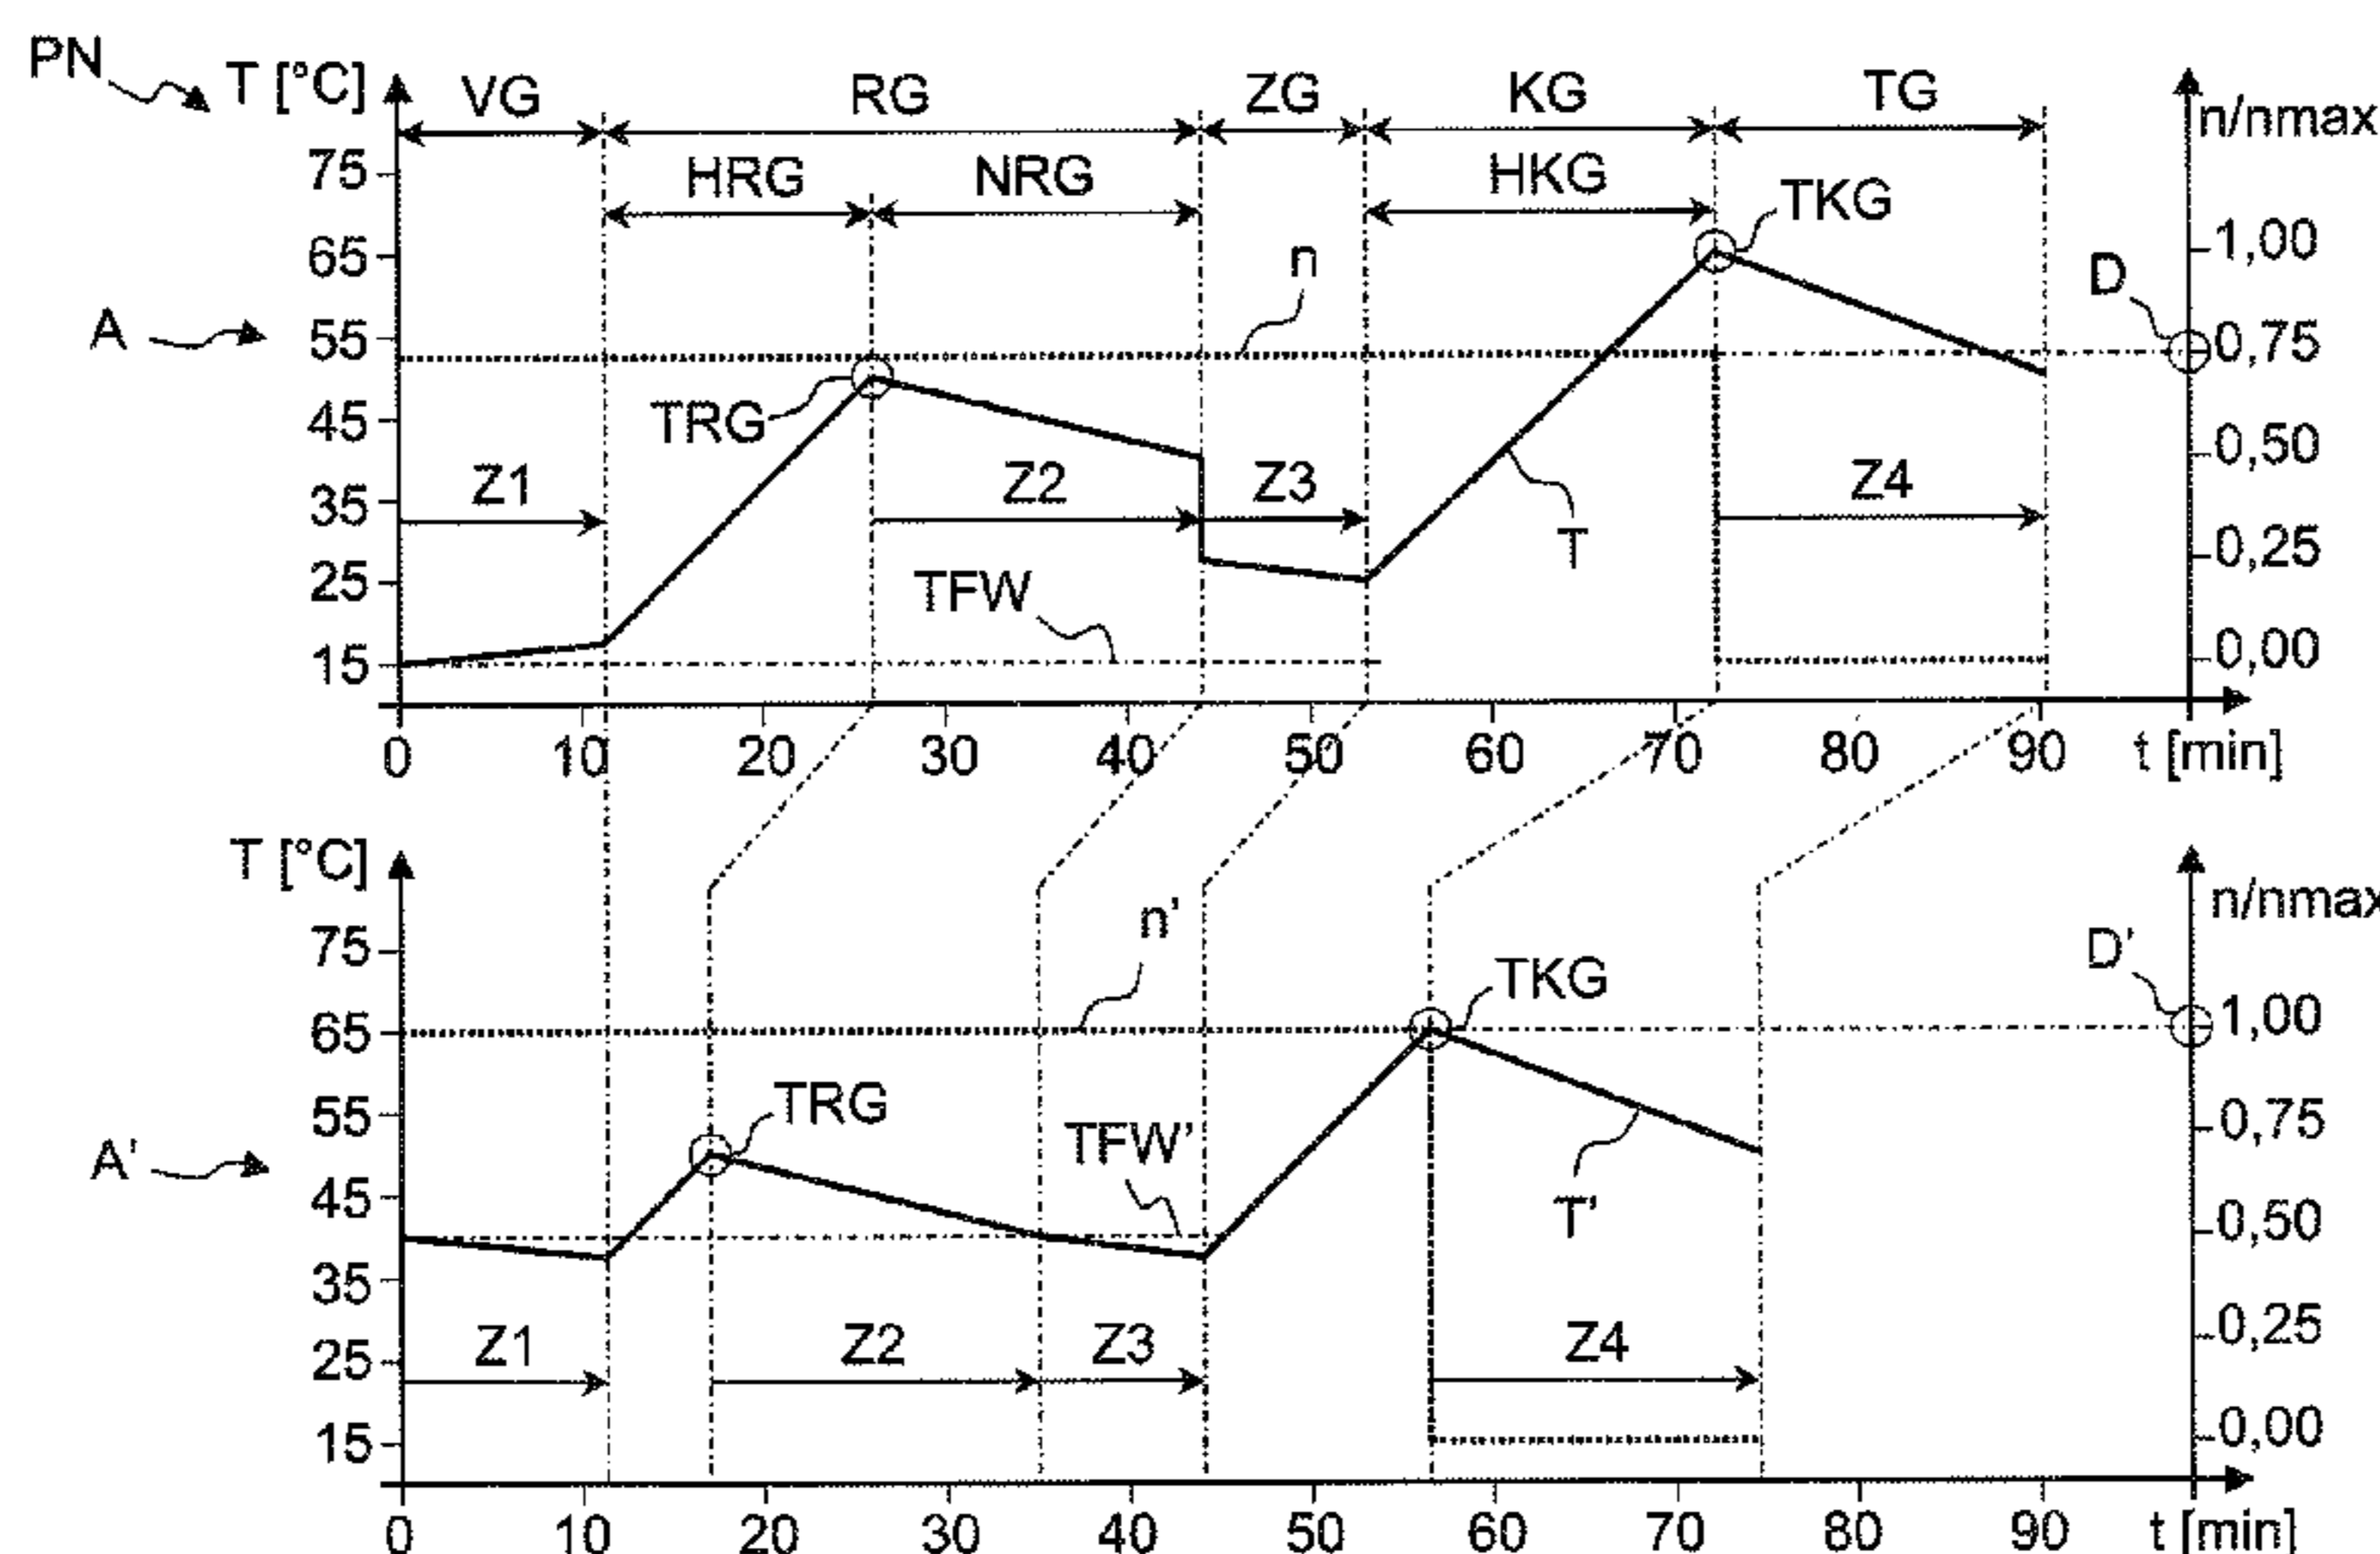 PN T [°C] VG RG ZG KG TG n/nmax
75 HRG NRG HKG TKG
65 n 1,00
A 55 D 0,75
TRG
45 0,50
Z1 Z2 Z3 Z4
35 T
25 TFW 0,25
15 0,00
0 10 20 30 40 50 60 70 80 90 t [min]
T [°C] n/nmax
75 n' D'
65 TKG 1,00
55 TRG TFW' 0,75
A'
45 T' 0,50
35
Z1 Z2 Z3 Z4 0,25
25
15 0,00
0 10 20 30 40 50 60 70 80 90 t [min]